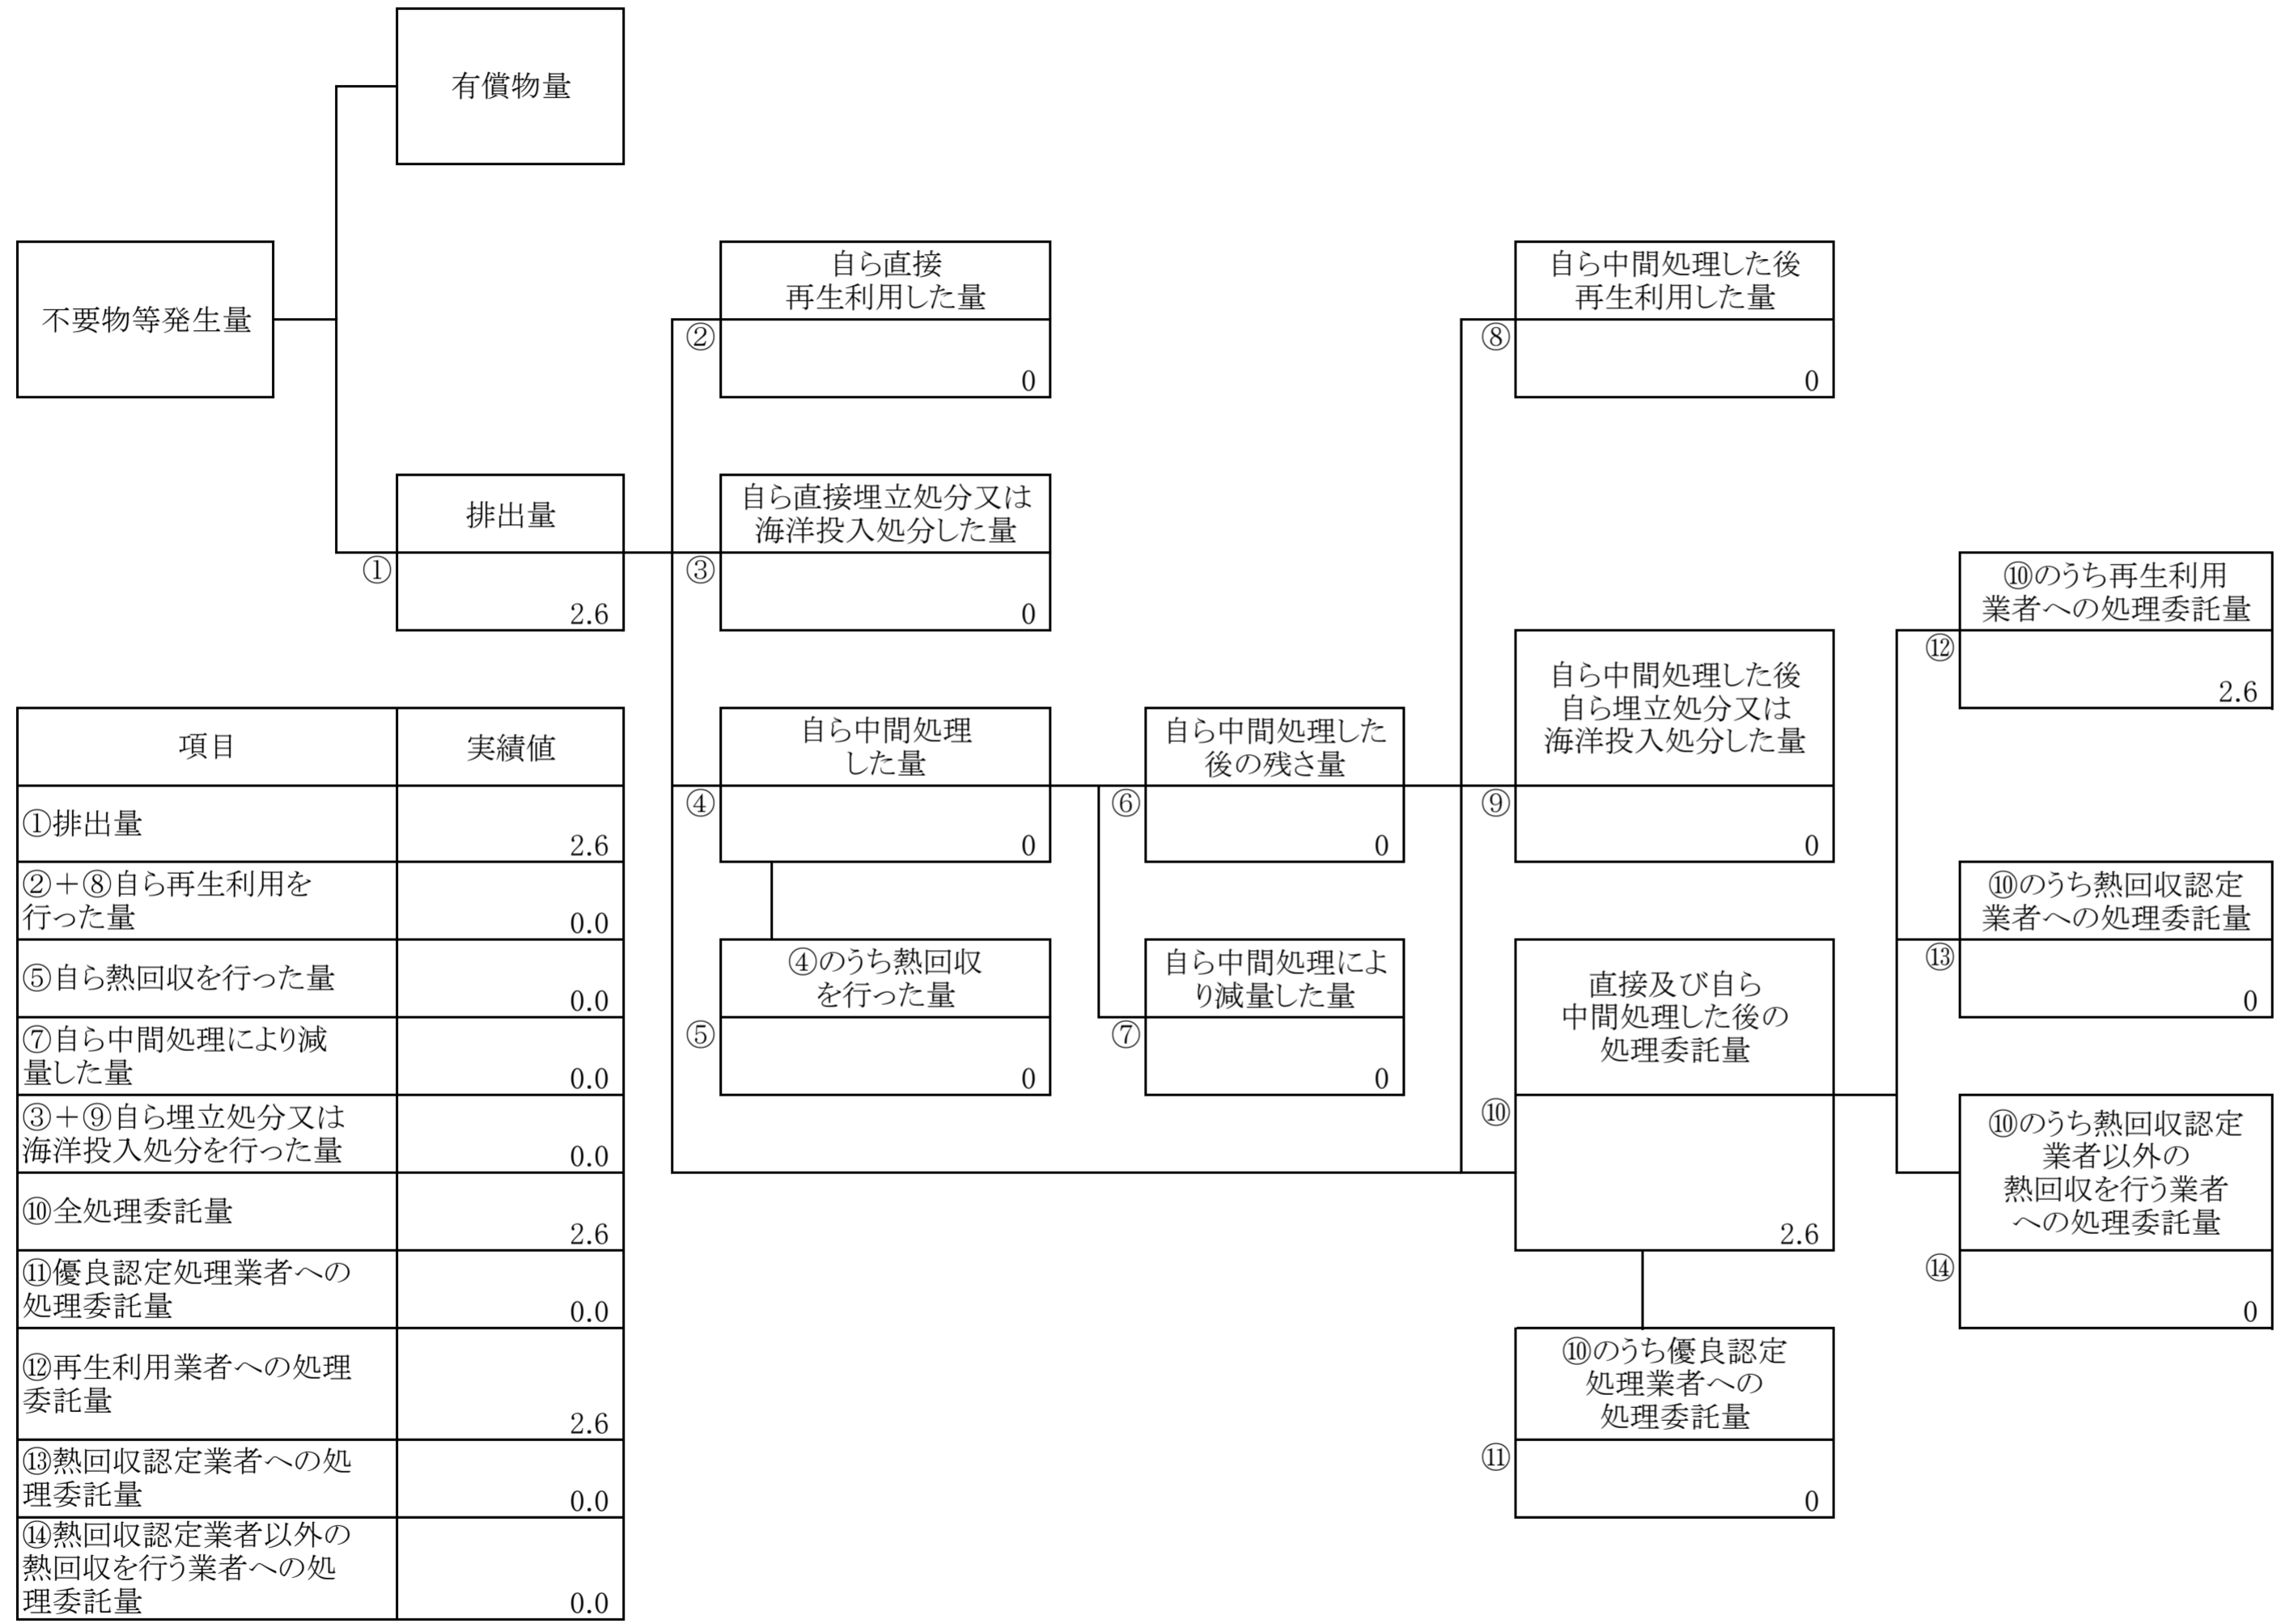 有償物量
不要物等発生量
自ら直接
再生利用した量
②
0
自ら中間処理した後
再生利用した量
⑧
0
排出量
①
2.6
自ら直接埋立処分又は
海洋投入処分した量
③
0
⑩のうち再生利用
業者への処理委託量
⑫
2.6
自ら中間処理
した量
④
0
自ら中間処理した
後の残さ量
⑥
0
自ら中間処理した後
自ら埋立処分又は
海洋投入処分した量
⑨
0
④のうち熱回収
を行った量
⑤
0
自ら中間処理によ
り減量した量
⑦
0
直接及び自ら
中間処理した後の
処理委託量
⑩
2.6
⑩のうち熱回収認定
業者への処理委託量
⑬
0
⑩のうち熱回収認定
業者以外の
熱回収を行う業者
への処理委託量
⑭
0
⑩のうち優良認定
処理業者への
処理委託量
⑪
0
項目 実績値
①排出量
2.6
②+⑧自ら再生利用を
行った量
0.0
⑤自ら熱回収を行った量
0.0
⑦自ら中間処理により減
量した量
0.0
③+⑨自ら埋立処分又は
海洋投入処分を行った量
0.0
⑩全処理委託量
2.6
⑪優良認定処理業者への
処理委託量
0.0
⑫再生利用業者への処理
委託量
2.6
⑬熱回収認定業者への処
理委託量
0.0
⑭熱回収認定業者以外の
熱回収を行う業者への処
理委託量
0.0